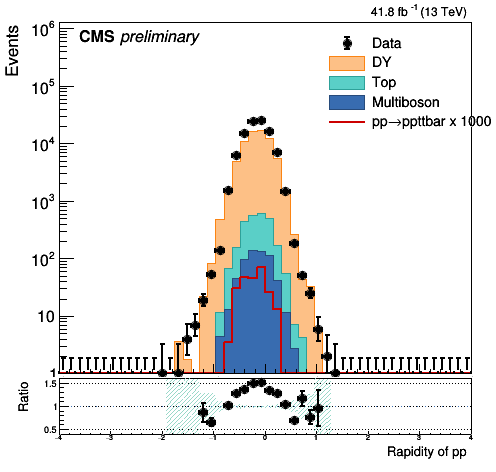 41.8 fb⁻¹ (13 TeV)
CMS preliminary
Events
10⁶
10⁵
10⁴
10³
10²
10
1
Data
DY
Top
Multiboson
pp→ppttbar x 1000
Ratio
1.5
1
0.5
-4 -3 -2 -1 0 1 2 3 4
Rapidity of pp